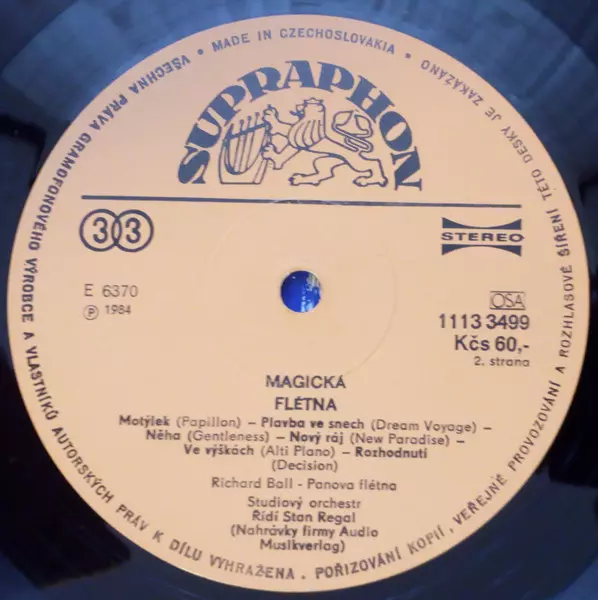 VŠECHNA PRÁVA GRAMOFONOVÉHO VÝROBCE A VLASTNÍKŮ AUTORSKÝCH PRÁV K DÍLU VYHRAŽENA. POŘIZOVÁNÍ KOPIÍ, VEŘEJNÉ PROVOZOVÁNÍ A ROZHLASOVÉ ŠÍŘENÍ TÉTO DESKY JE ZAKÁZÁNO • MADE IN CZECHOSLOVAKIA •
SUPRAPHON
33
STEREO
E 6370
OSA
Ⓟ 1984
1113 3499
Kčs 60,-
2. strana
MAGICKÁ
FLÉTNA
Motýlek (Papillon) – Plavba ve snech (Dream Voyage) –
Něha (Gentleness) – Nový ráj (New Paradise) –
Ve výškách (Alti Plano) – Rozhodnutí
(Decision)
Richard Ball - Panova flétna
Studiový orchestr
Řídí Stan Regal
(Nahrávky firmy Audio
Musikverlag)